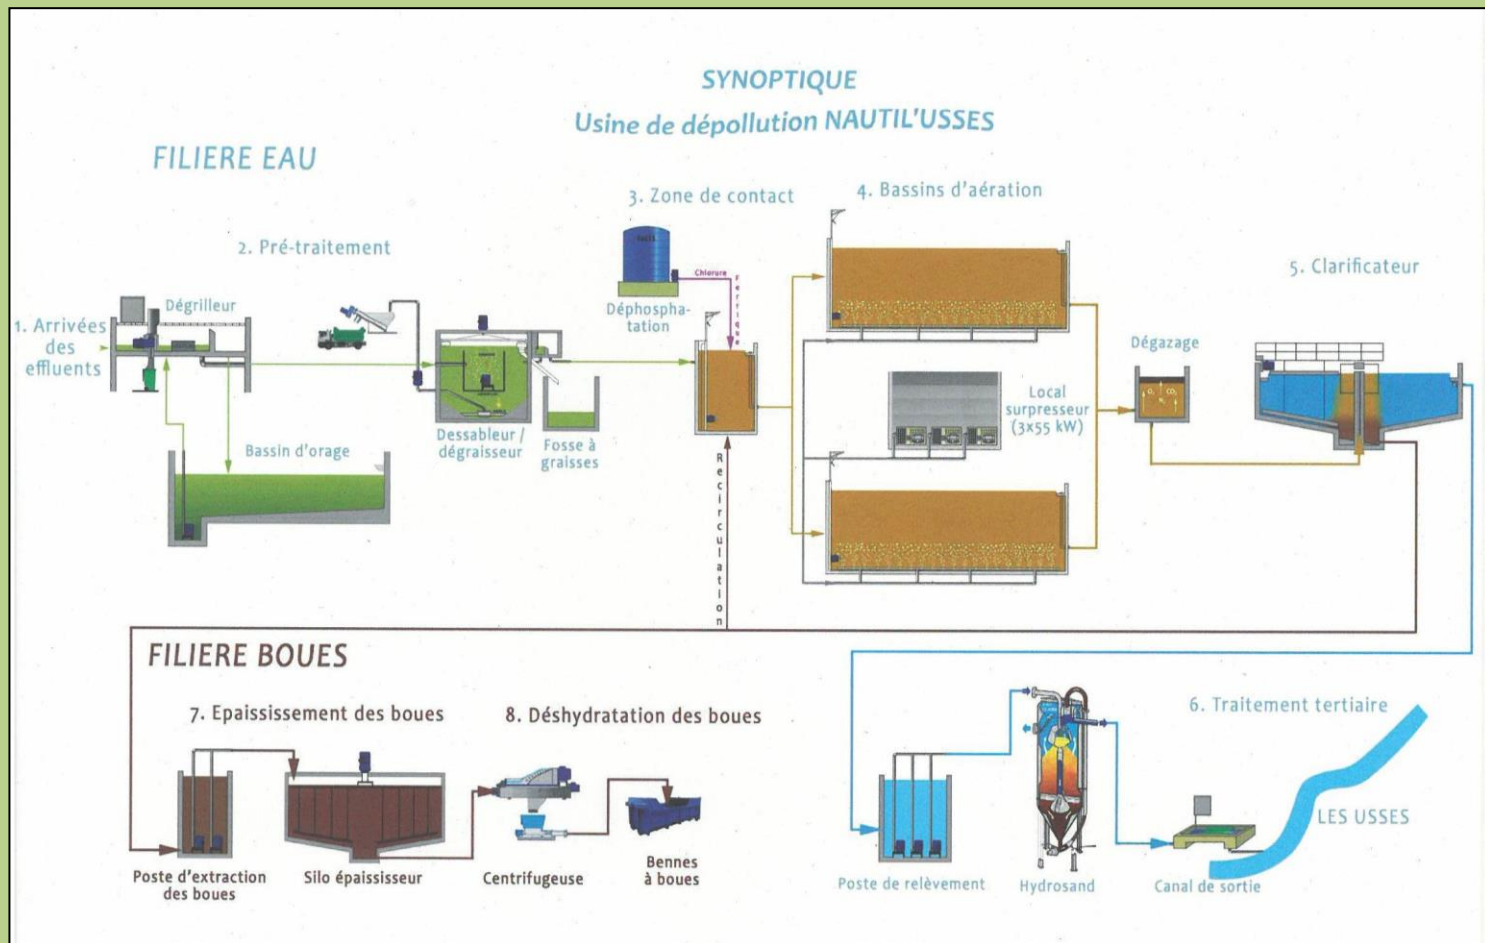 SYNOPTIQUE
Usine de dépollution NAUTIL'USSES
FILIERE EAU
1. Arrivées
des
effluents
2. Pré-traitement
Dégrilleur
Bassin d'orage
Dessableur /
dégraisseur
Fosse à
graisses
3. Zone de contact
Chlorure
Ferrique
Déphospha-
tation
4. Bassins d'aération
Local
surpresseur
(3x55 kW)
Dégazage
5. Clarificateur
Recirculation
FILIERE BOUES
7. Epaississement des boues
8. Déshydratation des boues
Poste d'extraction
des boues
Silo épaississeur
Centrifugeuse
Bennes
à boues
6. Traitement tertiaire
LES USSES
Poste de relèvement
Hydrosand
Canal de sortie